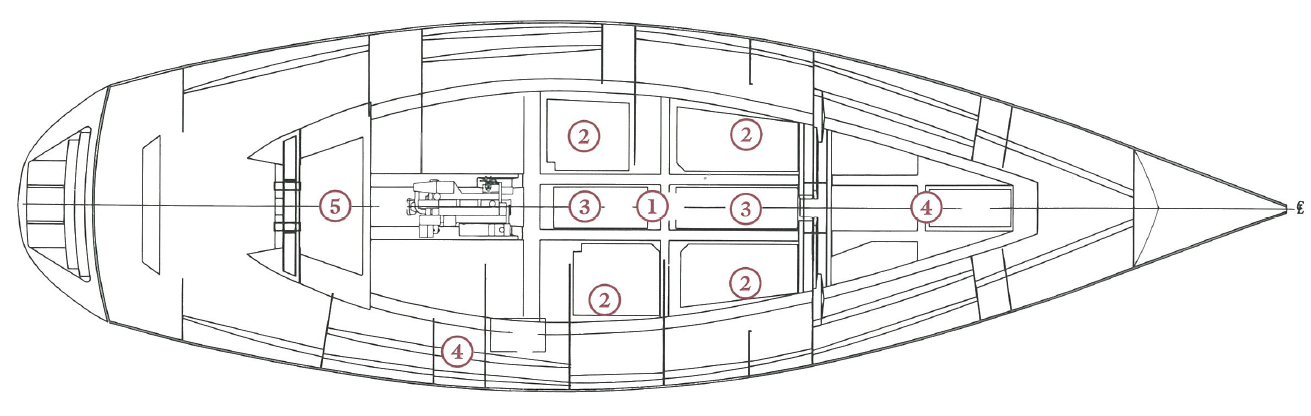 ② ②
⑤ ③ ① ③ ④ ℄
② ②
④